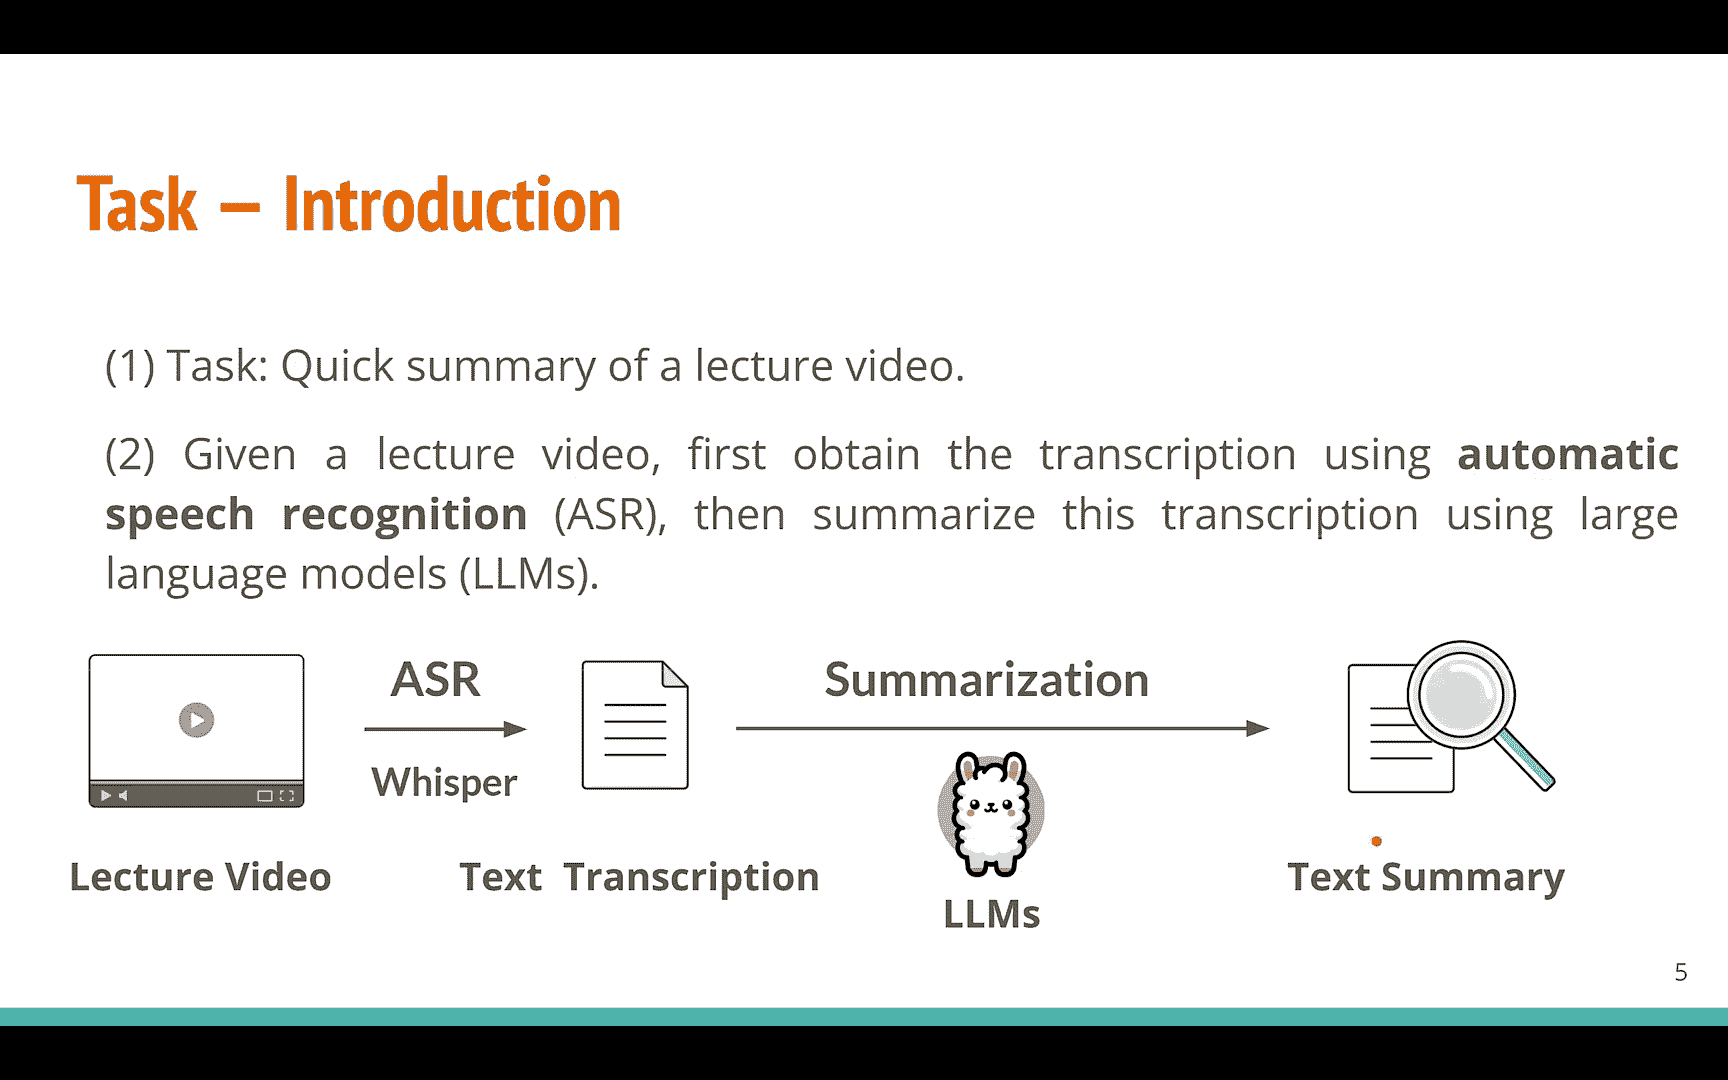 Task – Introduction
(1) Task: Quick summary of a lecture video.
(2) Given a lecture video, first obtain the transcription using automatic
speech recognition (ASR), then summarize this transcription using large
language models (LLMs).
ASR
Whisper
Summarization
Lecture Video
Text Transcription
LLMs
Text Summary
5